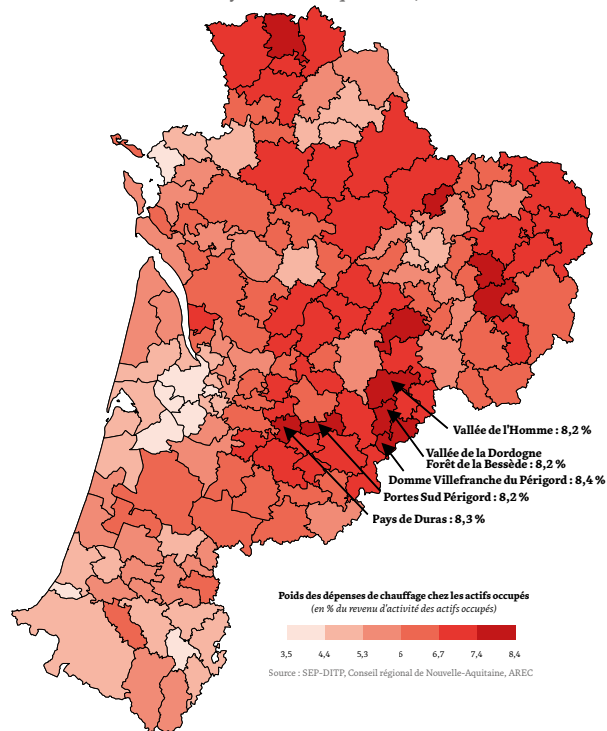 Vallée de l'Homme : 8,2 %
Vallée de la Dordogne
Forêt de la Bessède : 8,2 %
Domme Villefranche du Périgord : 8,4 %
Portes Sud Périgord : 8,2 %
Pays de Duras : 8,3 %
Poids des dépenses de chauffage chez les actifs occupés
(en % du revenu d'activité des actifs occupés)
3,5 4,4 5,3 6 6,7 7,4 8,4
Source : SEP-DITP, Conseil régional de Nouvelle-Aquitaine, AREC